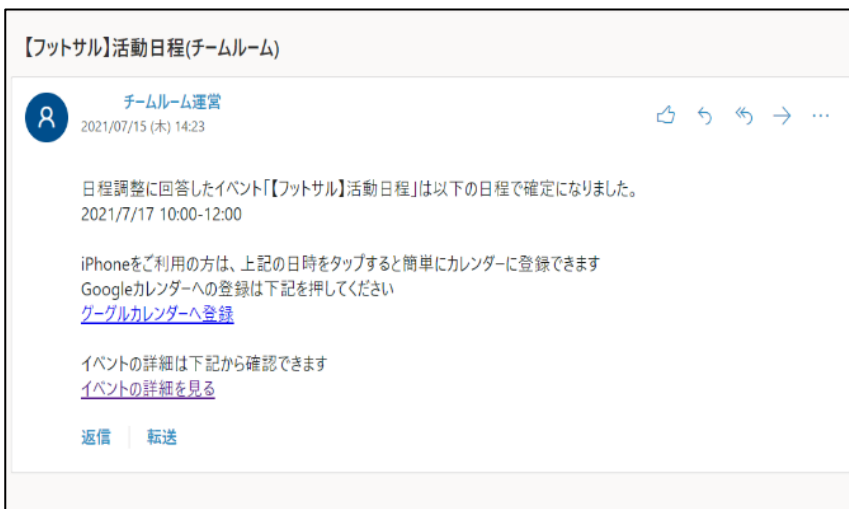 【フットサル】活動日程(チームルーム)
チームルーム運営
2021/07/15 (木) 14:23
日程調整に回答したイベント「【フットサル】活動日程」は以下の日程で確定になりました。
2021/7/17 10:00-12:00
iPhoneをご利用の方は、上記の日時をタップすると簡単にカレンダーに登録できます
Googleカレンダーへの登録は下記を押してください
グーグルカレンダーへ登録
イベントの詳細は下記から確認できます
イベントの詳細を見る
返信 転送